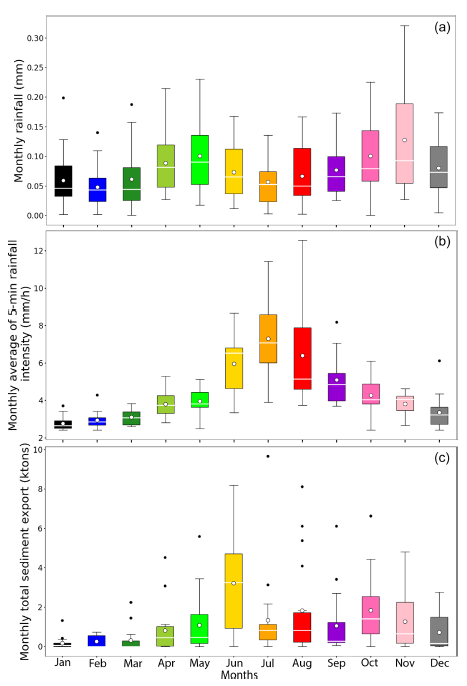 (a)
Monthly rainfall (mm)
0.30
0.25
0.20
0.15
0.10
0.05
0.00
(b)
Monthly average of 5-min rainfall
intensity (mm/h)
12
10
8
6
4
2
(c)
Monthly total sediment export (ktons)
10
8
6
4
2
0
Jan Feb Mar Apr May Jun Jul Aug Sep Oct Nov Dec
Months